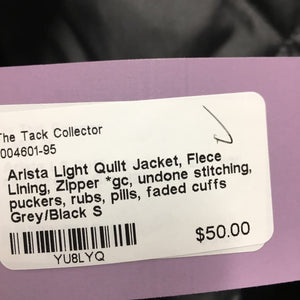 The Tack Collector
004601-95
Arista Light Quilt Jacket, Flece
Lining, Zipper *gc, undone stitching,
puckers, rubs, pills, faded cuffs
Grey/Black S
$50.00
YU8LYQ